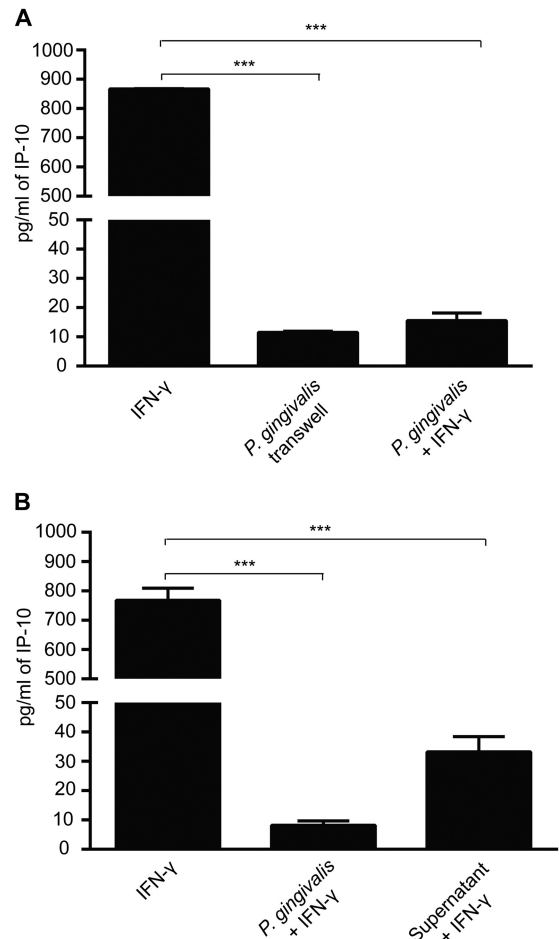 A
***
***
1000
900
800
700
600
500
50
40
30
20
10
0
pg/ml of IP-10
IFN-γ
P. gingivalis
transwell
P. gingivalis
+ IFN-γ
B
***
***
1000
900
800
700
600
500
50
40
30
20
10
0
pg/ml of IP-10
IFN-γ
P. gingivalis
+ IFN-γ
Supernatant
+ IFN-γ